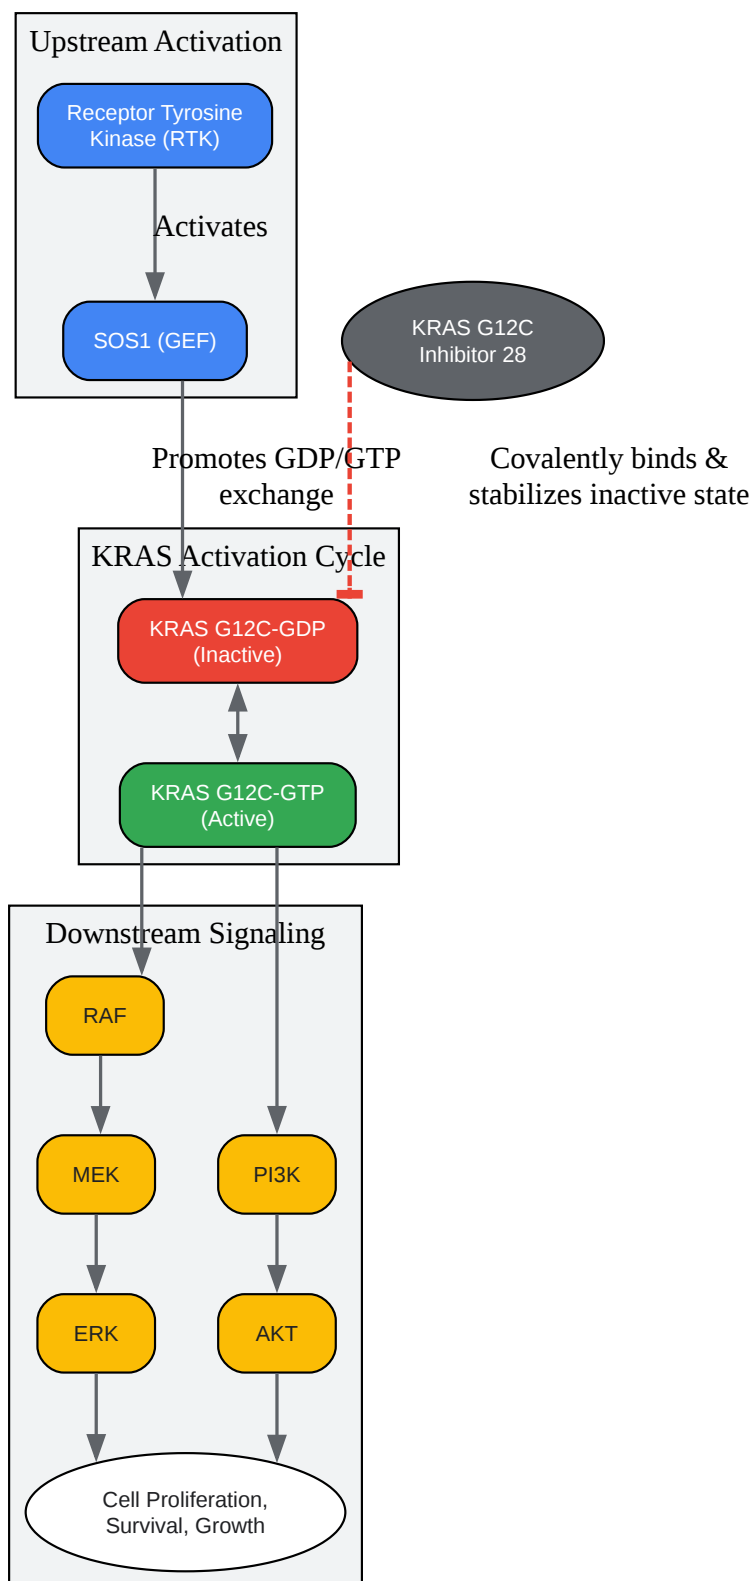 Upstream Activation
Receptor Tyrosine
Kinase (RTK)
Activates
SOS1 (GEF)
KRAS G12C
Inhibitor 28
Promotes GDP/GTP
exchange
Covalently binds &
stabilizes inactive state
KRAS Activation Cycle
KRAS G12C-GDP
(Inactive)
KRAS G12C-GTP
(Active)
Downstream Signaling
RAF
MEK
PI3K
ERK
AKT
Cell Proliferation,
Survival, Growth